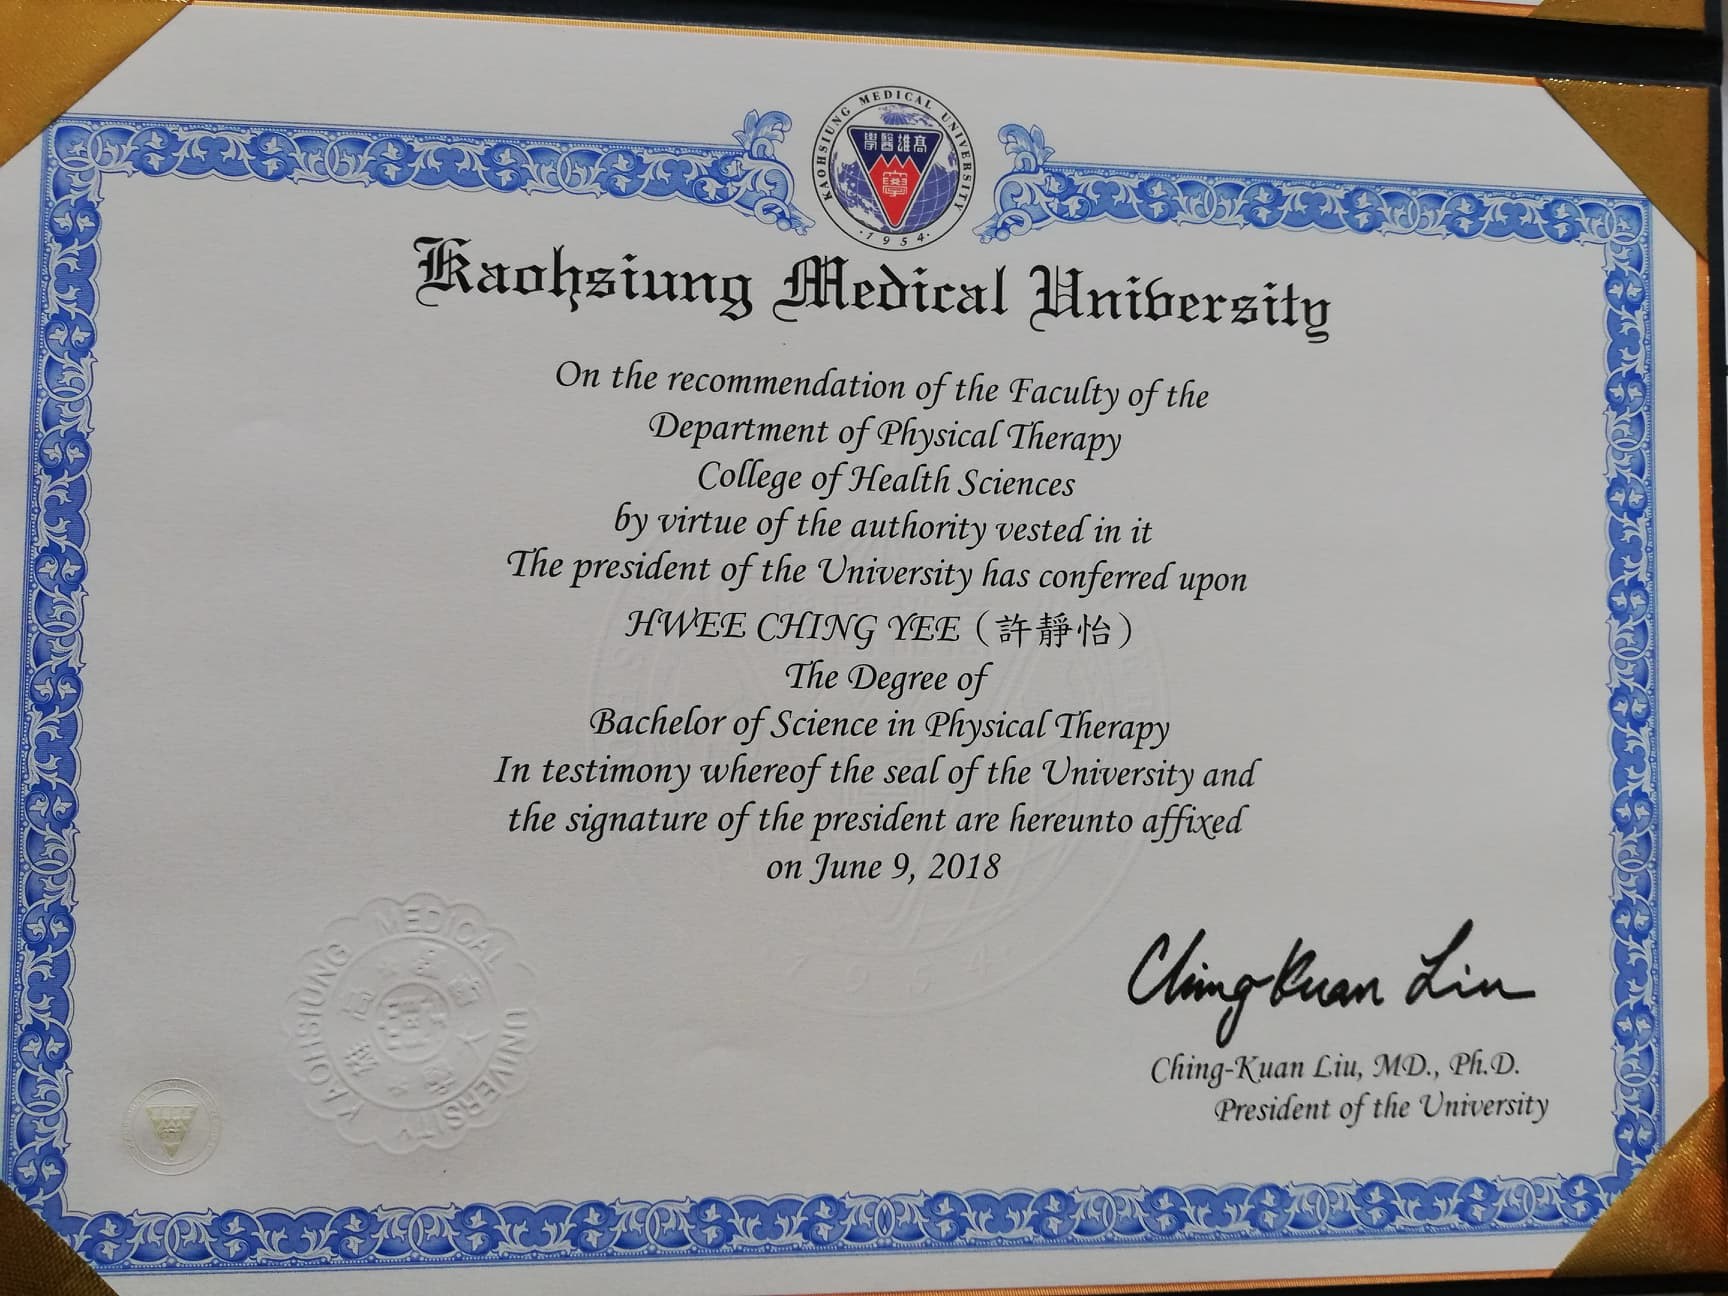 KAOHSIUNG MEDICAL UNIVERSITY
學醫雄高
學
·1954·
Kaohsiung Medical University
On the recommendation of the Faculty of the
Department of Physical Therapy
College of Health Sciences
by virtue of the authority vested in it
The president of the University has conferred upon
HWEE CHING YEE (許靜怡)
The Degree of
Bachelor of Science in Physical Therapy
In testimony whereof the seal of the University and
the signature of the president are hereunto affixed
on June 9, 2018
KAOHSIUNG MEDICAL UNIVERSITY
1954
Ching-Kuan Liu
Ching-Kuan Liu, MD., Ph.D.
President of the University